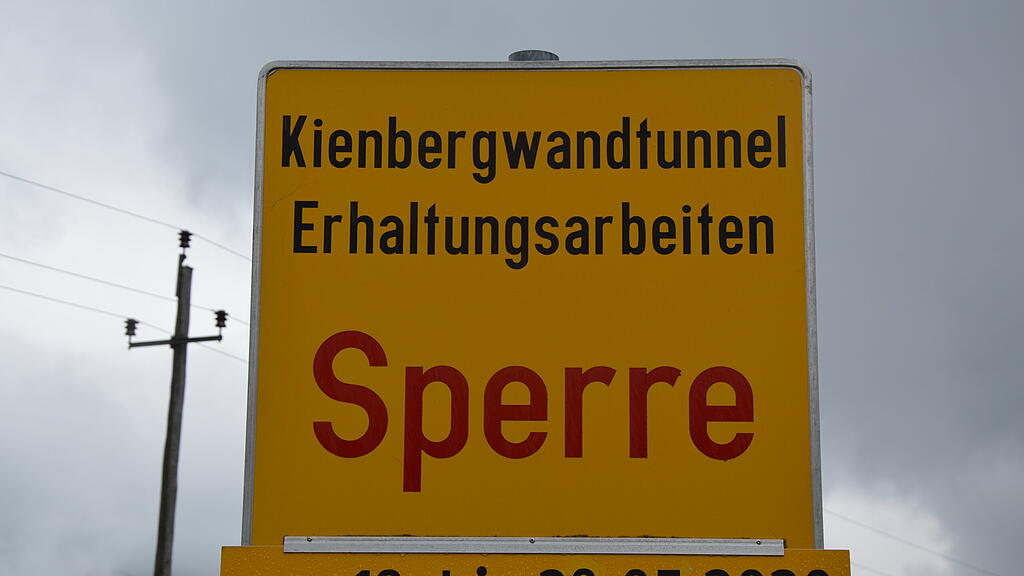 Kienbergwandtunnel
Erhaltungsarbeiten
Sperre